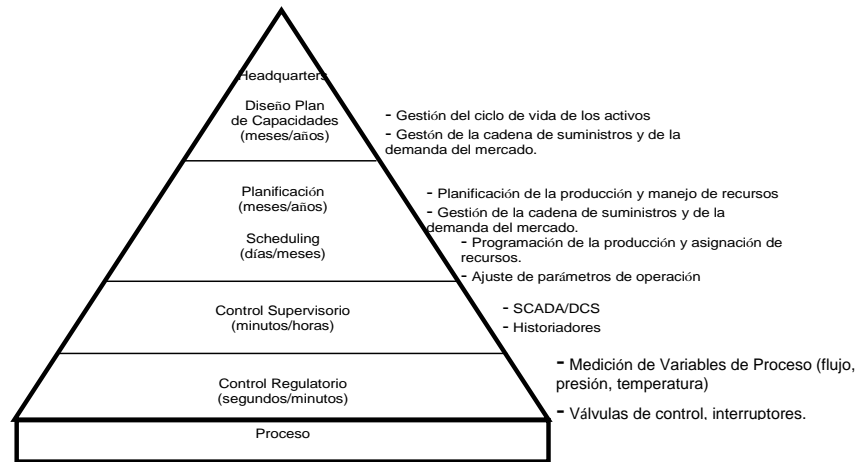 Headquarters
Diseño Plan
de Capacidades
(meses/años)
- Gestión del ciclo de vida de los activos
- Gestón de la cadena de suministros y de la
demanda del mercado.
Planificación
(meses/años)
- Planificación de la producción y manejo de recursos
- Gestión de la cadena de suministros y de la
demanda del mercado.
Scheduling
(días/meses)
- Programación de la producción y asignación de
recursos.
- Ajuste de parámetros de operación
Control Supervisorio
(minutos/horas)
- SCADA/DCS
- Historiadores
Control Regulatorio
(segundos/minutos)
- Medición de Variables de Proceso (flujo,
presión, temperatura)
- Válvulas de control, interruptores.
Proceso